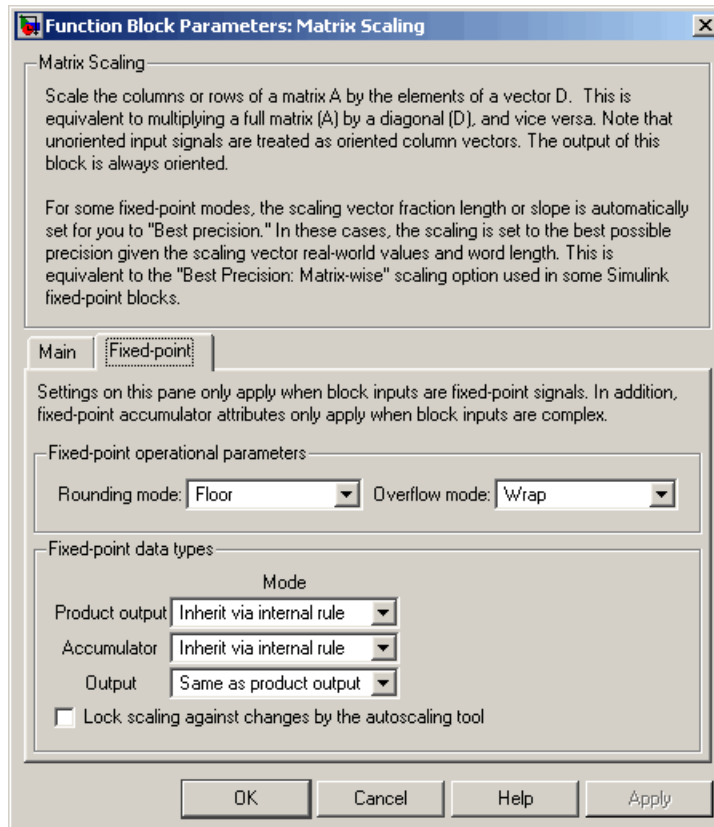 Function Block Parameters: Matrix Scaling
Matrix Scaling
Scale the columns or rows of a matrix A by the elements of a vector D. This is
equivalent to multiplying a full matrix (A) by a diagonal (D), and vice versa. Note that
unoriented input signals are treated as oriented column vectors. The output of this
block is always oriented.
For some fixed-point modes, the scaling vector fraction length or slope is automatically
set for you to "Best precision." In these cases, the scaling is set to the best possible
precision given the scaling vector real-world values and word length. This is
equivalent to the "Best Precision: Matrix-wise" scaling option used in some Simulink
fixed-point blocks.
Main Fixed-point
Settings on this pane only apply when block inputs are fixed-point signals. In addition,
fixed-point accumulator attributes only apply when block inputs are complex.
Fixed-point operational parameters
Rounding mode: Floor Overflow mode: Wrap
Fixed-point data types
Mode
Product output Inherit via internal rule
Accumulator Inherit via internal rule
Output Same as product output
Lock scaling against changes by the autoscaling tool
OK Cancel Help Apply